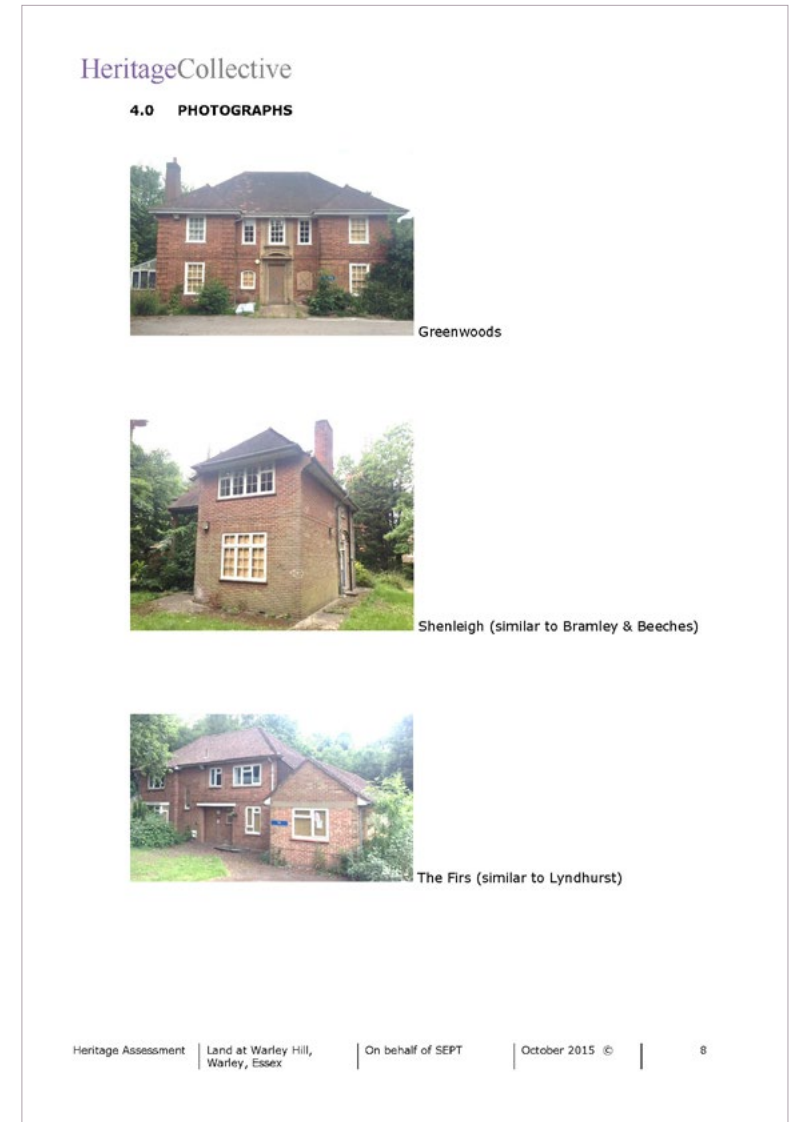 HeritageCollective
4.0 PHOTOGRAPHS
Greenwoods
Shenleigh (similar to Bramley & Beeches)
The Firs (similar to Lyndhurst)
Heritage Assessment
Land at Warley Hill,
Warley, Essex
On behalf of SEPT
October 2015 ©
8